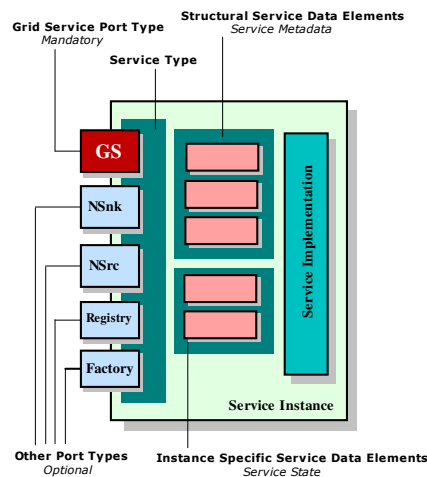 Structural Service Data Elements
Service Metadata
Grid Service Port Type
Mandatory
Service Type
GS
NSnk
NSrc
Registry
Factory
Service Implementation
Service Instance
Other Port Types
Optional
Instance Specific Service Data Elements
Service State